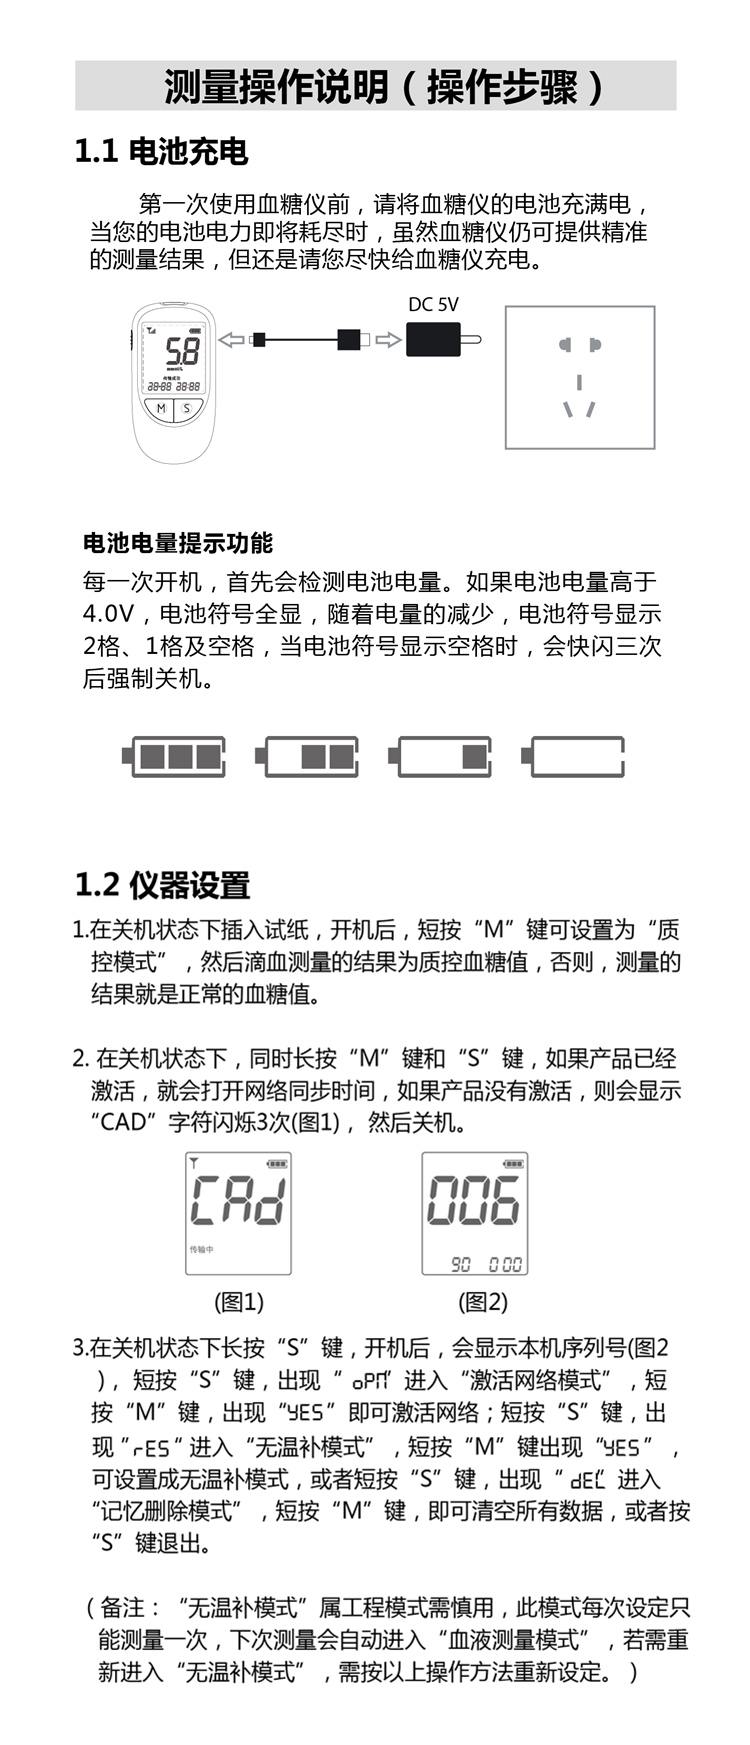 测量操作说明（操作步骤）
1.1 电池充电
第一次使用血糖仪前，请将血糖仪的电池充满电，
当您的电池电力即将耗尽时，虽然血糖仪仍可提供精准
的测量结果，但还是请您尽快给血糖仪充电。
DC 5V
5.8
mmol/L
传输成功
28-88 28:88
M S
电池电量提示功能
每一次开机，首先会检测电池电量。如果电池电量高于
4.0V，电池符号全显，随着电量的减少，电池符号显示
2格、1格及空格，当电池符号显示空格时，会快闪三次
后强制关机。
1.2 仪器设置
1.在关机状态下插入试纸，开机后，短按“M”键可设置为“质
控模式”，然后滴血测量的结果为质控血糖值，否则，测量的
结果就是正常的血糖值。
2. 在关机状态下，同时长按“M”键和“S”键，如果产品已经
激活，就会打开网络同步时间，如果产品没有激活，则会显示
“CAD”字符闪烁3次(图1)， 然后关机。
CAd
传输中
006
90 0:00
(图1)
(图2)
3.在关机状态下长按“S”键，开机后，会显示本机序列号(图2
)，短按“S”键，出现“ oPn”进入“激活网络模式”，短
按“M”键，出现“YES”即可激活网络；短按“S”键，出
现“rES“进入“无温补模式”，短按“M”键出现“YES”，
可设置成无温补模式，或者短按“S”键，出现“ dEL”进入
“记忆删除模式”，短按“M”键，即可清空所有数据，或者按
“S”键退出。
（备注：“无温补模式”属工程模式需慎用，此模式每次设定只
能测量一次，下次测量会自动进入“血液测量模式”，若需重
新进入“无温补模式”，需按以上操作方法重新设定。）